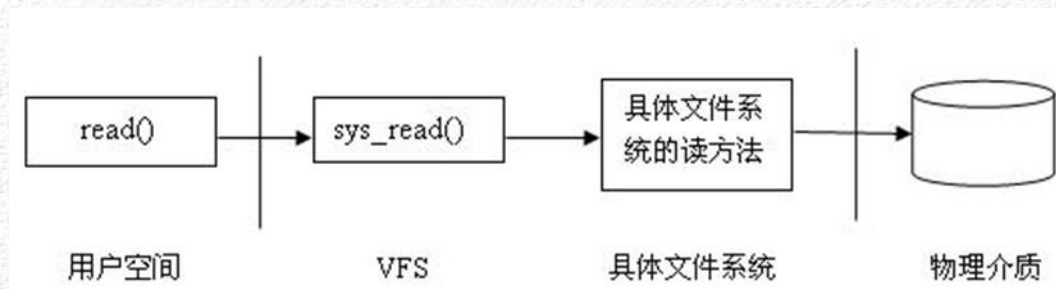 read()
sys_read()
具体文件系
统的读方法
用户空间
VFS
具体文件系统
物理介质